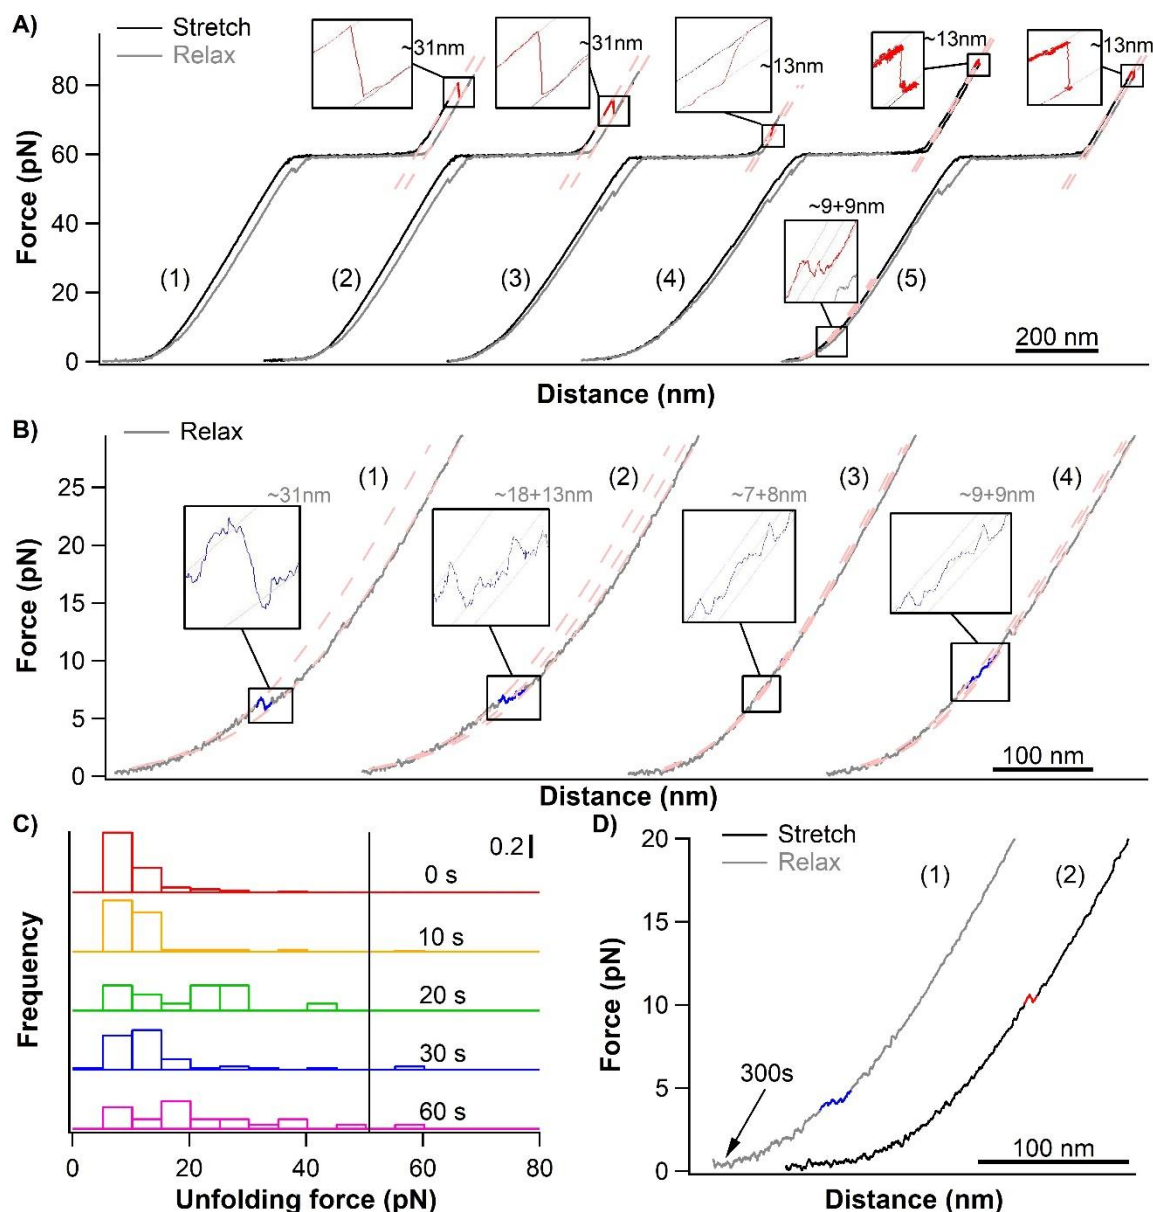 A)
Stretch
Relax
~31nm
~31nm
~13nm
~13nm
~13nm
80
60
40
20
0
Force (pN)
(1)
(2)
(3)
(4)
(5)
~9+9nm
200 nm
Distance (nm)
B)
Relax
25
20
15
10
5
0
Force (pN)
~31nm
(1)
~18+13nm
(2)
~7+8nm
(3)
~9+9nm
(4)
100 nm
Distance (nm)
C)
0.2
0 s
10 s
20 s
30 s
60 s
Frequency
0
20
40
60
80
Unfolding force (pN)
D)
Stretch
Relax
(1)
(2)
20
15
10
5
0
Force (pN)
300s
100 nm
Distance (nm)